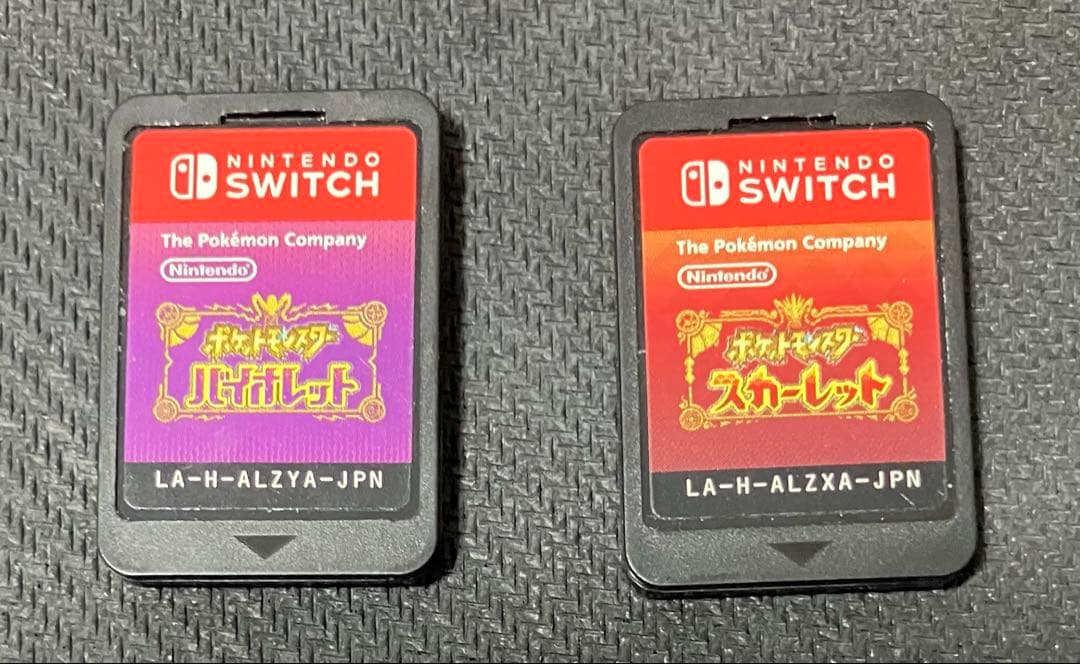 NINTENDO
SWITCH
The Pokémon Company
Nintendo
ポケットモンスター
バイオレット
LA-H-ALZYA-JPN
NINTENDO
SWITCH
The Pokémon Company
Nintendo
ポケットモンスター
スカーレット
LA-H-ALZXA-JPN